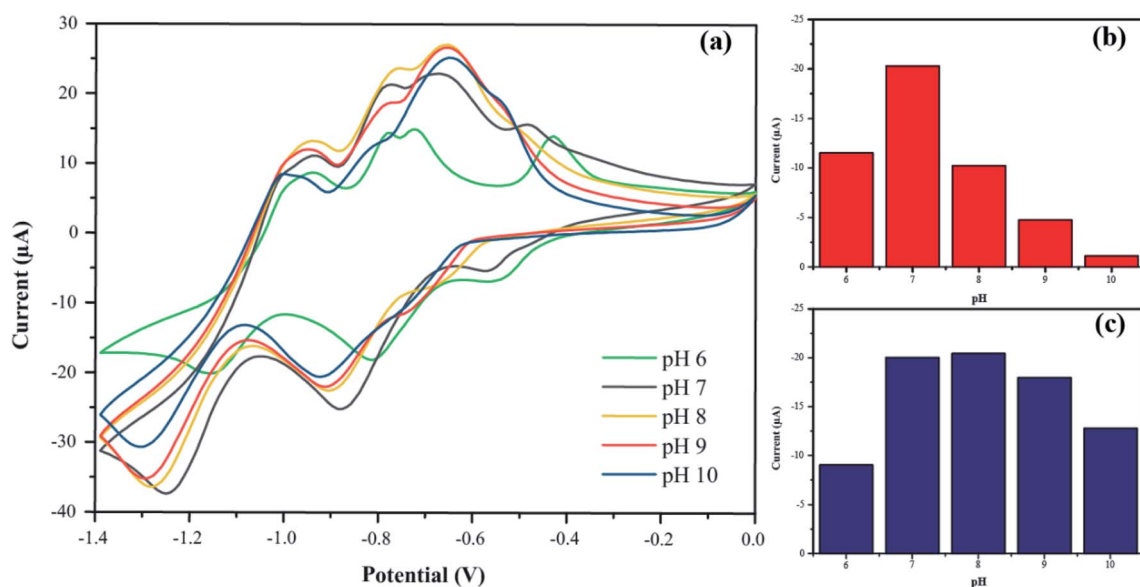 (a)
30
20
10
0
-10
-20
-30
-40
Current (µA)
-1.4 -1.2 -1.0 -0.8 -0.6 -0.4 -0.2 0.0
Potential (V)
pH 6
pH 7
pH 8
pH 9
pH 10
(b)
-25
-20
-15
-10
-5
0
Current (µA)
6 7 8 9 10
pH
(c)
-25
-20
-15
-10
-5
0
Current (µA)
6 7 8 9 10
pH